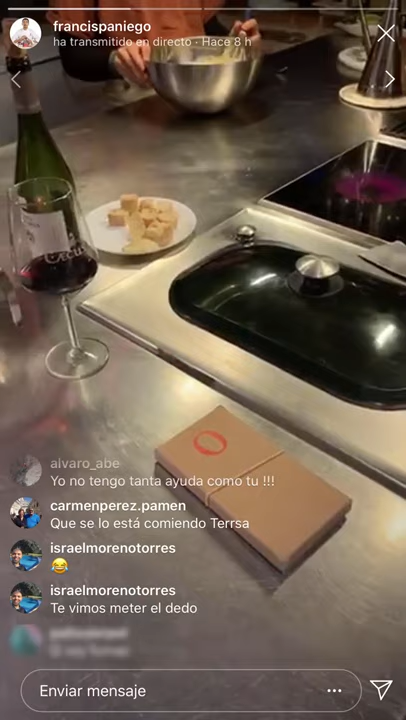 francispaniego
ha transmitido en directo · Hace 8 h
alvaro_abe
Yo no tengo tanta ayuda como tu !!!
carmenperez.pamen
Que se lo está comiendo Terrsa
israelmorenotorres
😂
israelmorenotorres
Te vimos meter el dedo
Enviar mensaje